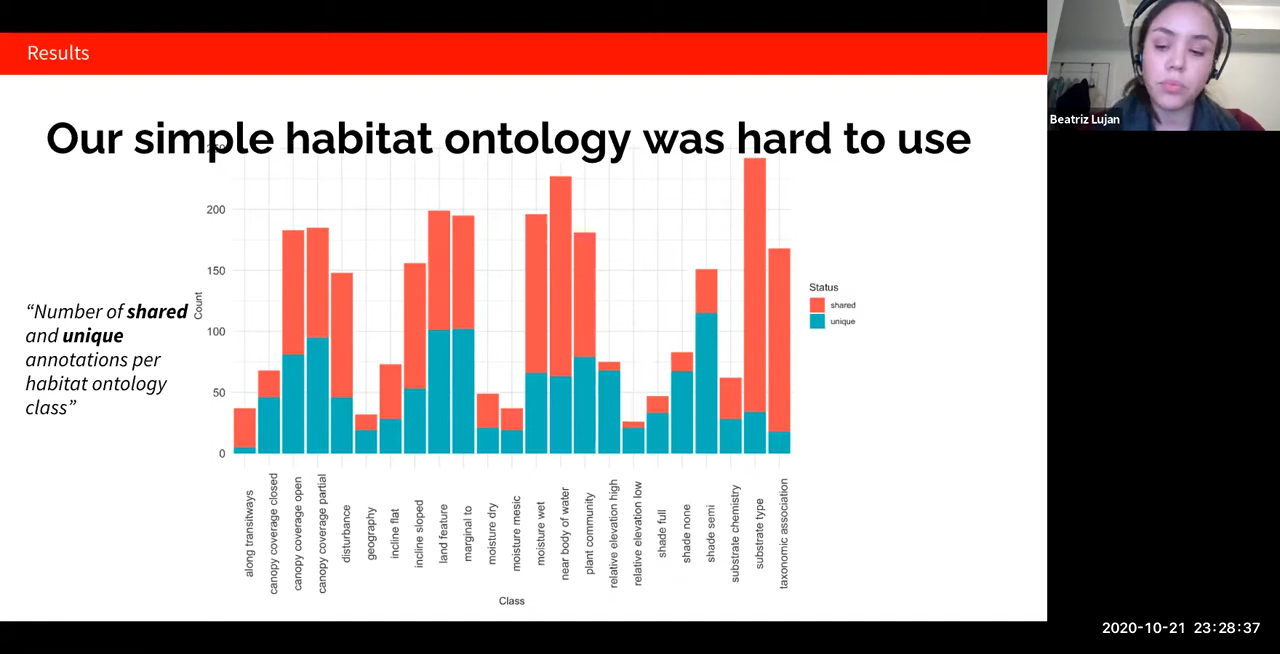 Results
Our simple habitat ontology was hard to use
Beatriz Lujan
“Number of shared
and unique
annotations per
habitat ontology
class”
Count
250
200
150
100
50
0
Status
shared
unique
along transitways
canopy coverage closed
canopy coverage open
canopy coverage partial
disturbance
geography
incline flat
incline sloped
land feature
marginal to
moisture dry
moisture mesic
moisture wet
near body of water
plant community
relative elevation high
relative elevation low
shade full
shade none
shade semi
substrate chemistry
substrate type
taxonomic association
Class
2020-10-21 23:28:37